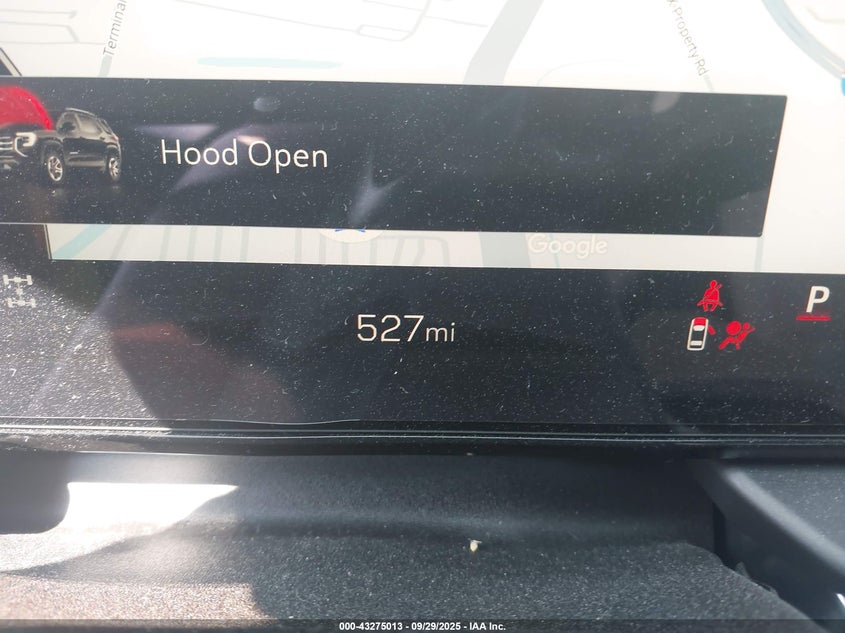 Terminal
Property Rd
Hood Open
Google
527mi
P
000-43275013 - 09/29/2025 - IAA Inc.